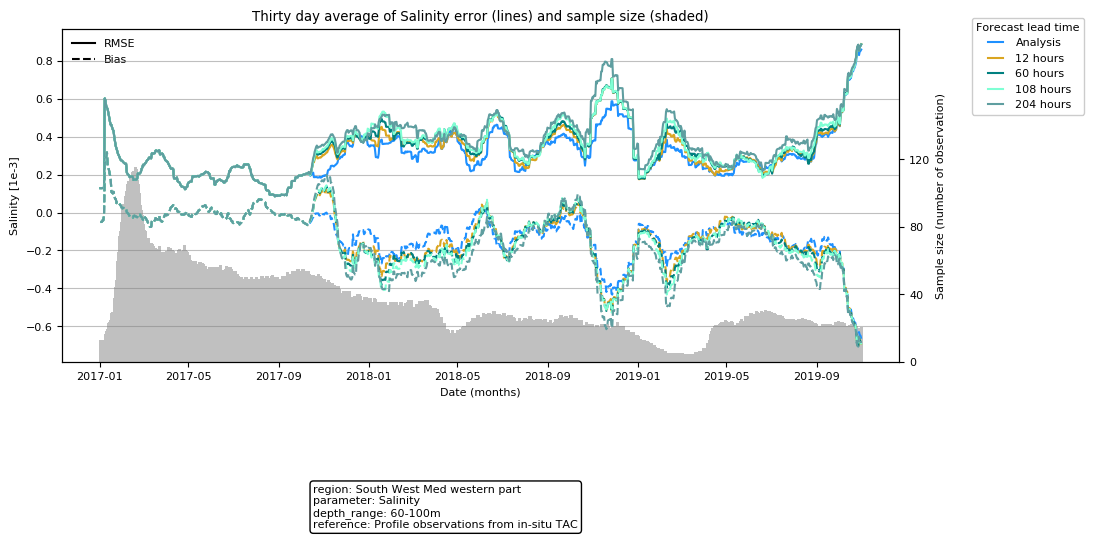 Thirty day average of Salinity error (lines) and sample size (shaded)
Forecast lead time
Analysis
12 hours
60 hours
108 hours
204 hours
RMSE
Bias
0.8
0.6
0.4
0.2
0.0
−0.2
−0.4
−0.6
Salinity [1e-3]
120
80
40
0
Sample size (number of observation)
2017-01
2017-05
2017-09
2018-01
2018-05
2018-09
2019-01
2019-05
2019-09
Date (months)
region: South West Med western part
parameter: Salinity
depth_range: 60-100m
reference: Profile observations from in-situ TAC